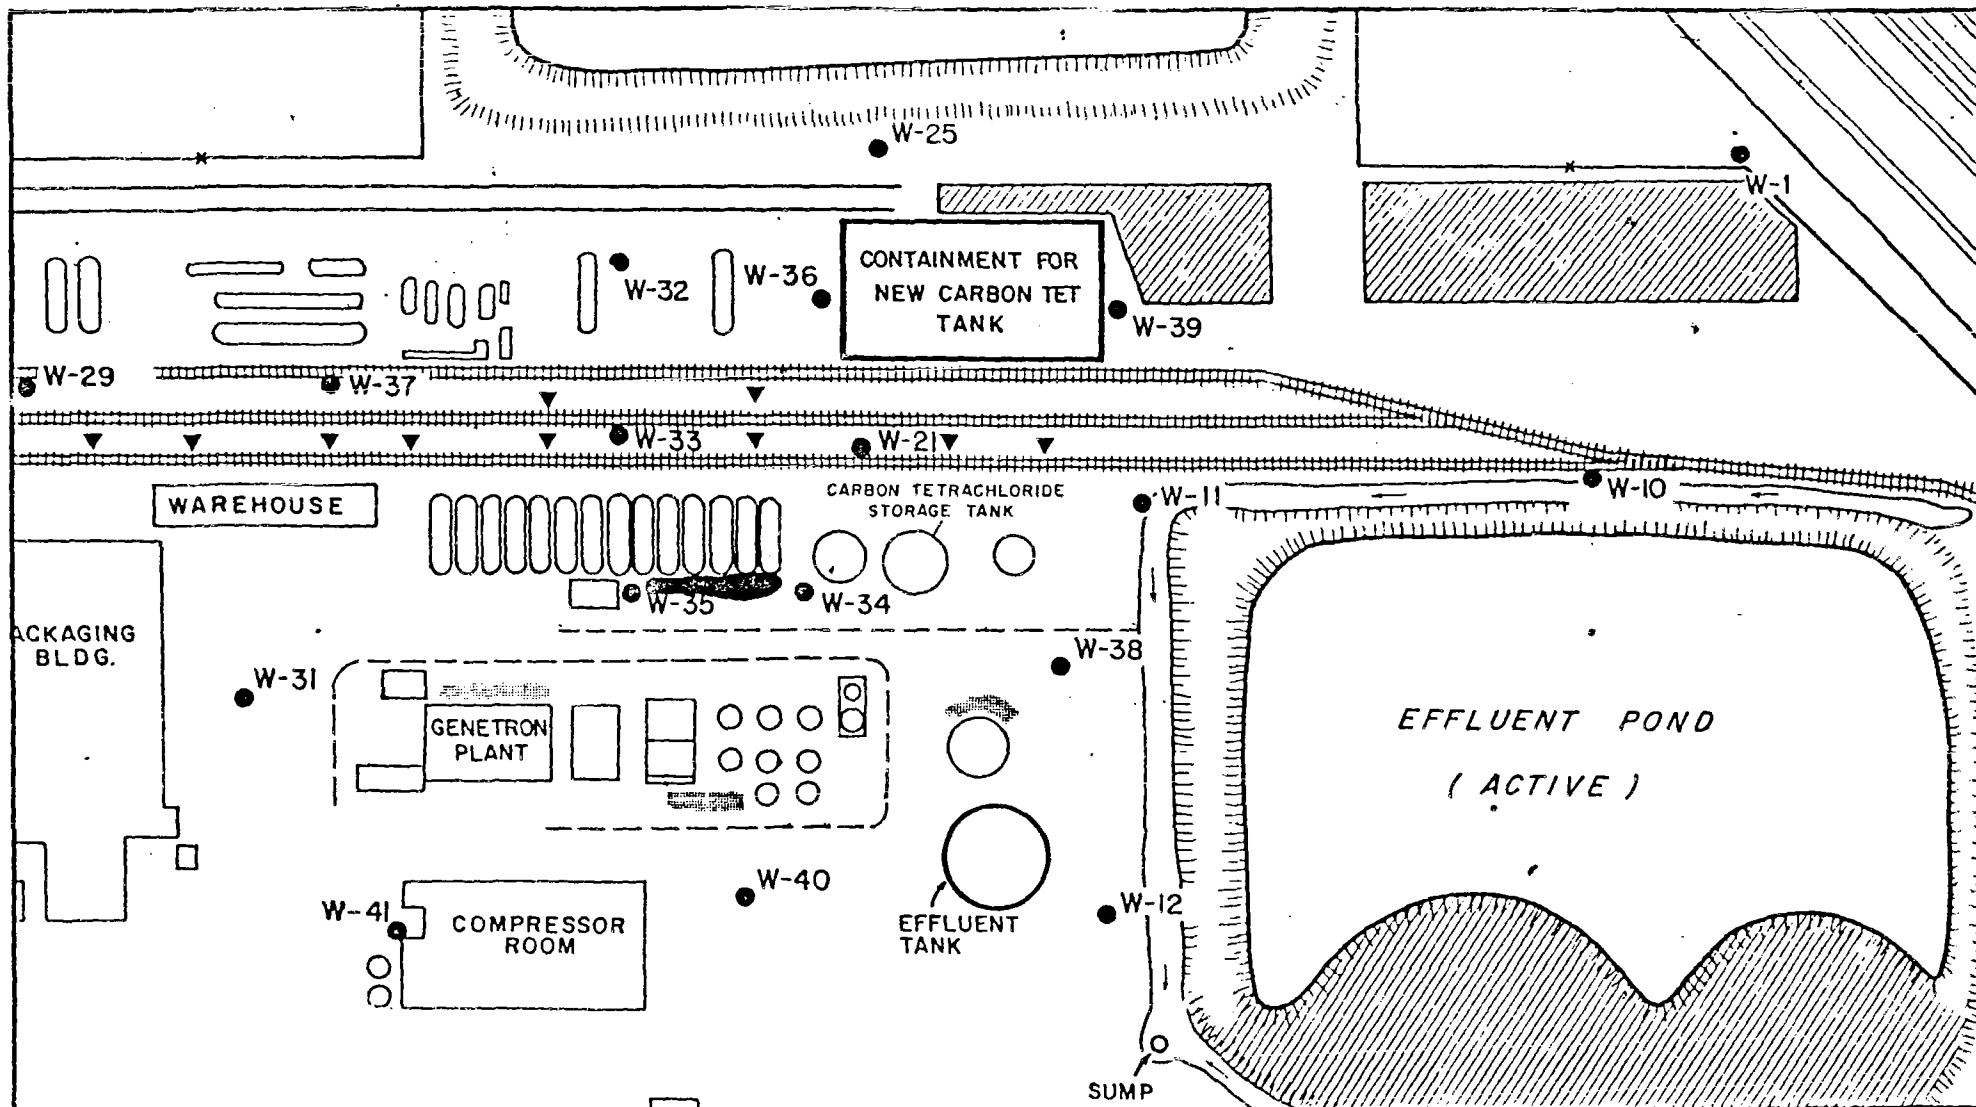 W-25
W-1
CONTAINMENT FOR
NEW CARBON TET
TANK
W-32
W-36
W-39
W-29
W-37
W-33
W-21
W-11
W-10
WAREHOUSE
CARBON TETRACHLORIDE
STORAGE TANK
W-35
W-34
ACKAGING
BLDG.
W-38
W-31
GENETRON
PLANT
EFFLUENT POND
(ACTIVE)
W-40
W-41
COMPRESSOR
ROOM
EFFLUENT
TANK
W-12
SUMP